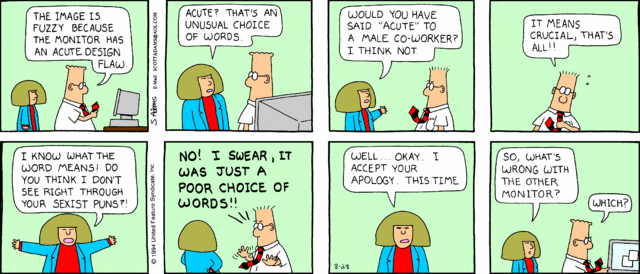 THE IMAGE IS
FUZZY BECAUSE
THE MONITOR HAS
AN ACUTE DESIGN
FLAW.
S.ADAMS
E-MAIL: SCOTTADAMS@AOL.COM
ACUTE? THAT'S AN
UNUSUAL CHOICE
OF WORDS.
WOULD YOU HAVE
SAID "ACUTE" TO
A MALE CO-WORKER?
I THINK NOT.
IT MEANS
CRUCIAL, THAT'S
ALL!!
I KNOW WHAT THE
WORD MEANS! DO
YOU THINK I DON'T
SEE RIGHT THROUGH
YOUR SEXIST PUNS?!
© 1994 United Feature Syndicate, Inc.
NO! I SWEAR, IT
WAS JUST A
POOR CHOICE OF
WORDS!!
WELL... OKAY. I
ACCEPT YOUR
APOLOGY. THIS TIME.
8-28
SO, WHAT'S
WRONG WITH
THE OTHER
MONITOR?
WHICH?